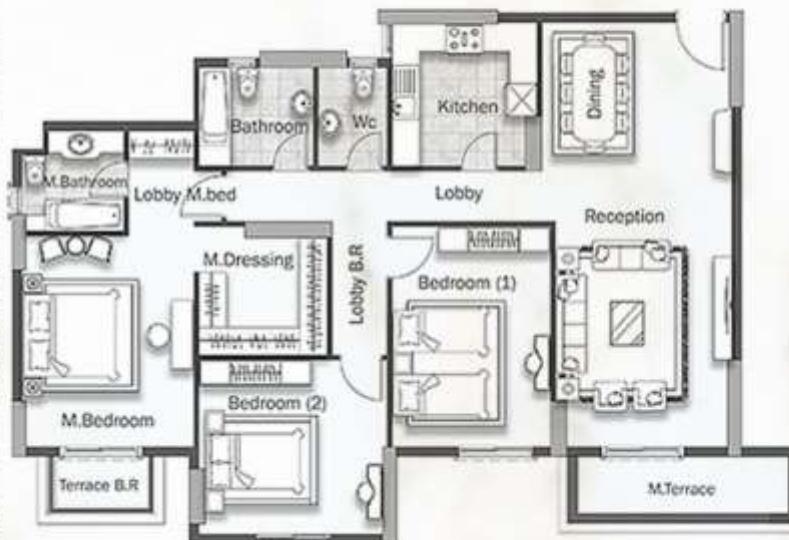 Kitchen
Dining
Bathroom
Wc
M.Bathroom
Lobby M.bed
Lobby
Reception
M.Dressing
Lobby B.R
Bedroom (1)
Bedroom (2)
M.Bedroom
Terrace B.R
M.Terrace